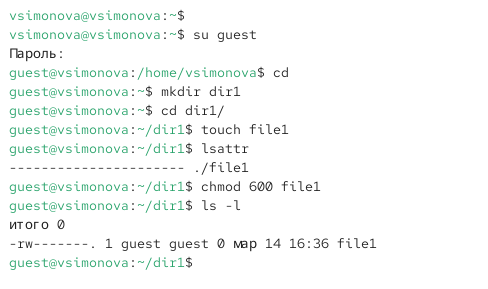 vsimonova@vsimonova:~$
vsimonova@vsimonova:~$ su guest
Пароль:
guest@vsimonova:/home/vsimonova$ cd
guest@vsimonova:~$ mkdir dir1
guest@vsimonova:~$ cd dir1/
guest@vsimonova:~/dir1$ touch file1
guest@vsimonova:~/dir1$ lsattr
---------------------- ./file1
guest@vsimonova:~/dir1$ chmod 600 file1
guest@vsimonova:~/dir1$ ls -l
итого 0
-rw-------. 1 guest guest 0 мар 14 16:36 file1
guest@vsimonova:~/dir1$